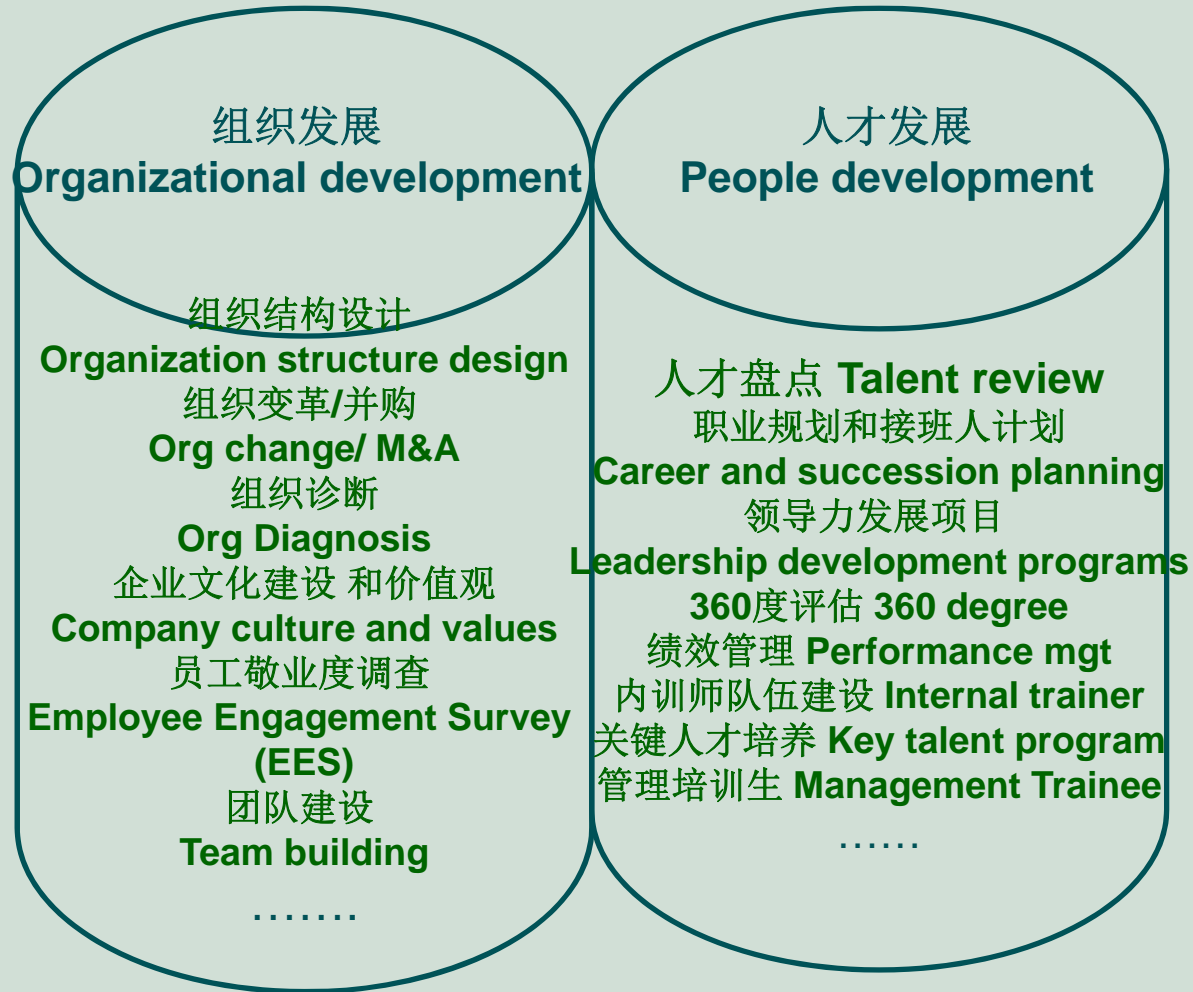 组织发展
Organizational development
组织结构设计
Organization structure design
组织变革/并购
Org change/ M&A
组织诊断
Org Diagnosis
企业文化建设 和价值观
Company culture and values
员工敬业度调查
Employee Engagement Survey
(EES)
团队建设
Team building
…….
人才发展
People development
人才盘点 Talent review
职业规划和接班人计划
Career and succession planning
领导力发展项目
Leadership development programs
360度评估 360 degree
绩效管理 Performance mgt
内训师队伍建设 Internal trainer
关键人才培养 Key talent program
管理培训生 Management Trainee
……